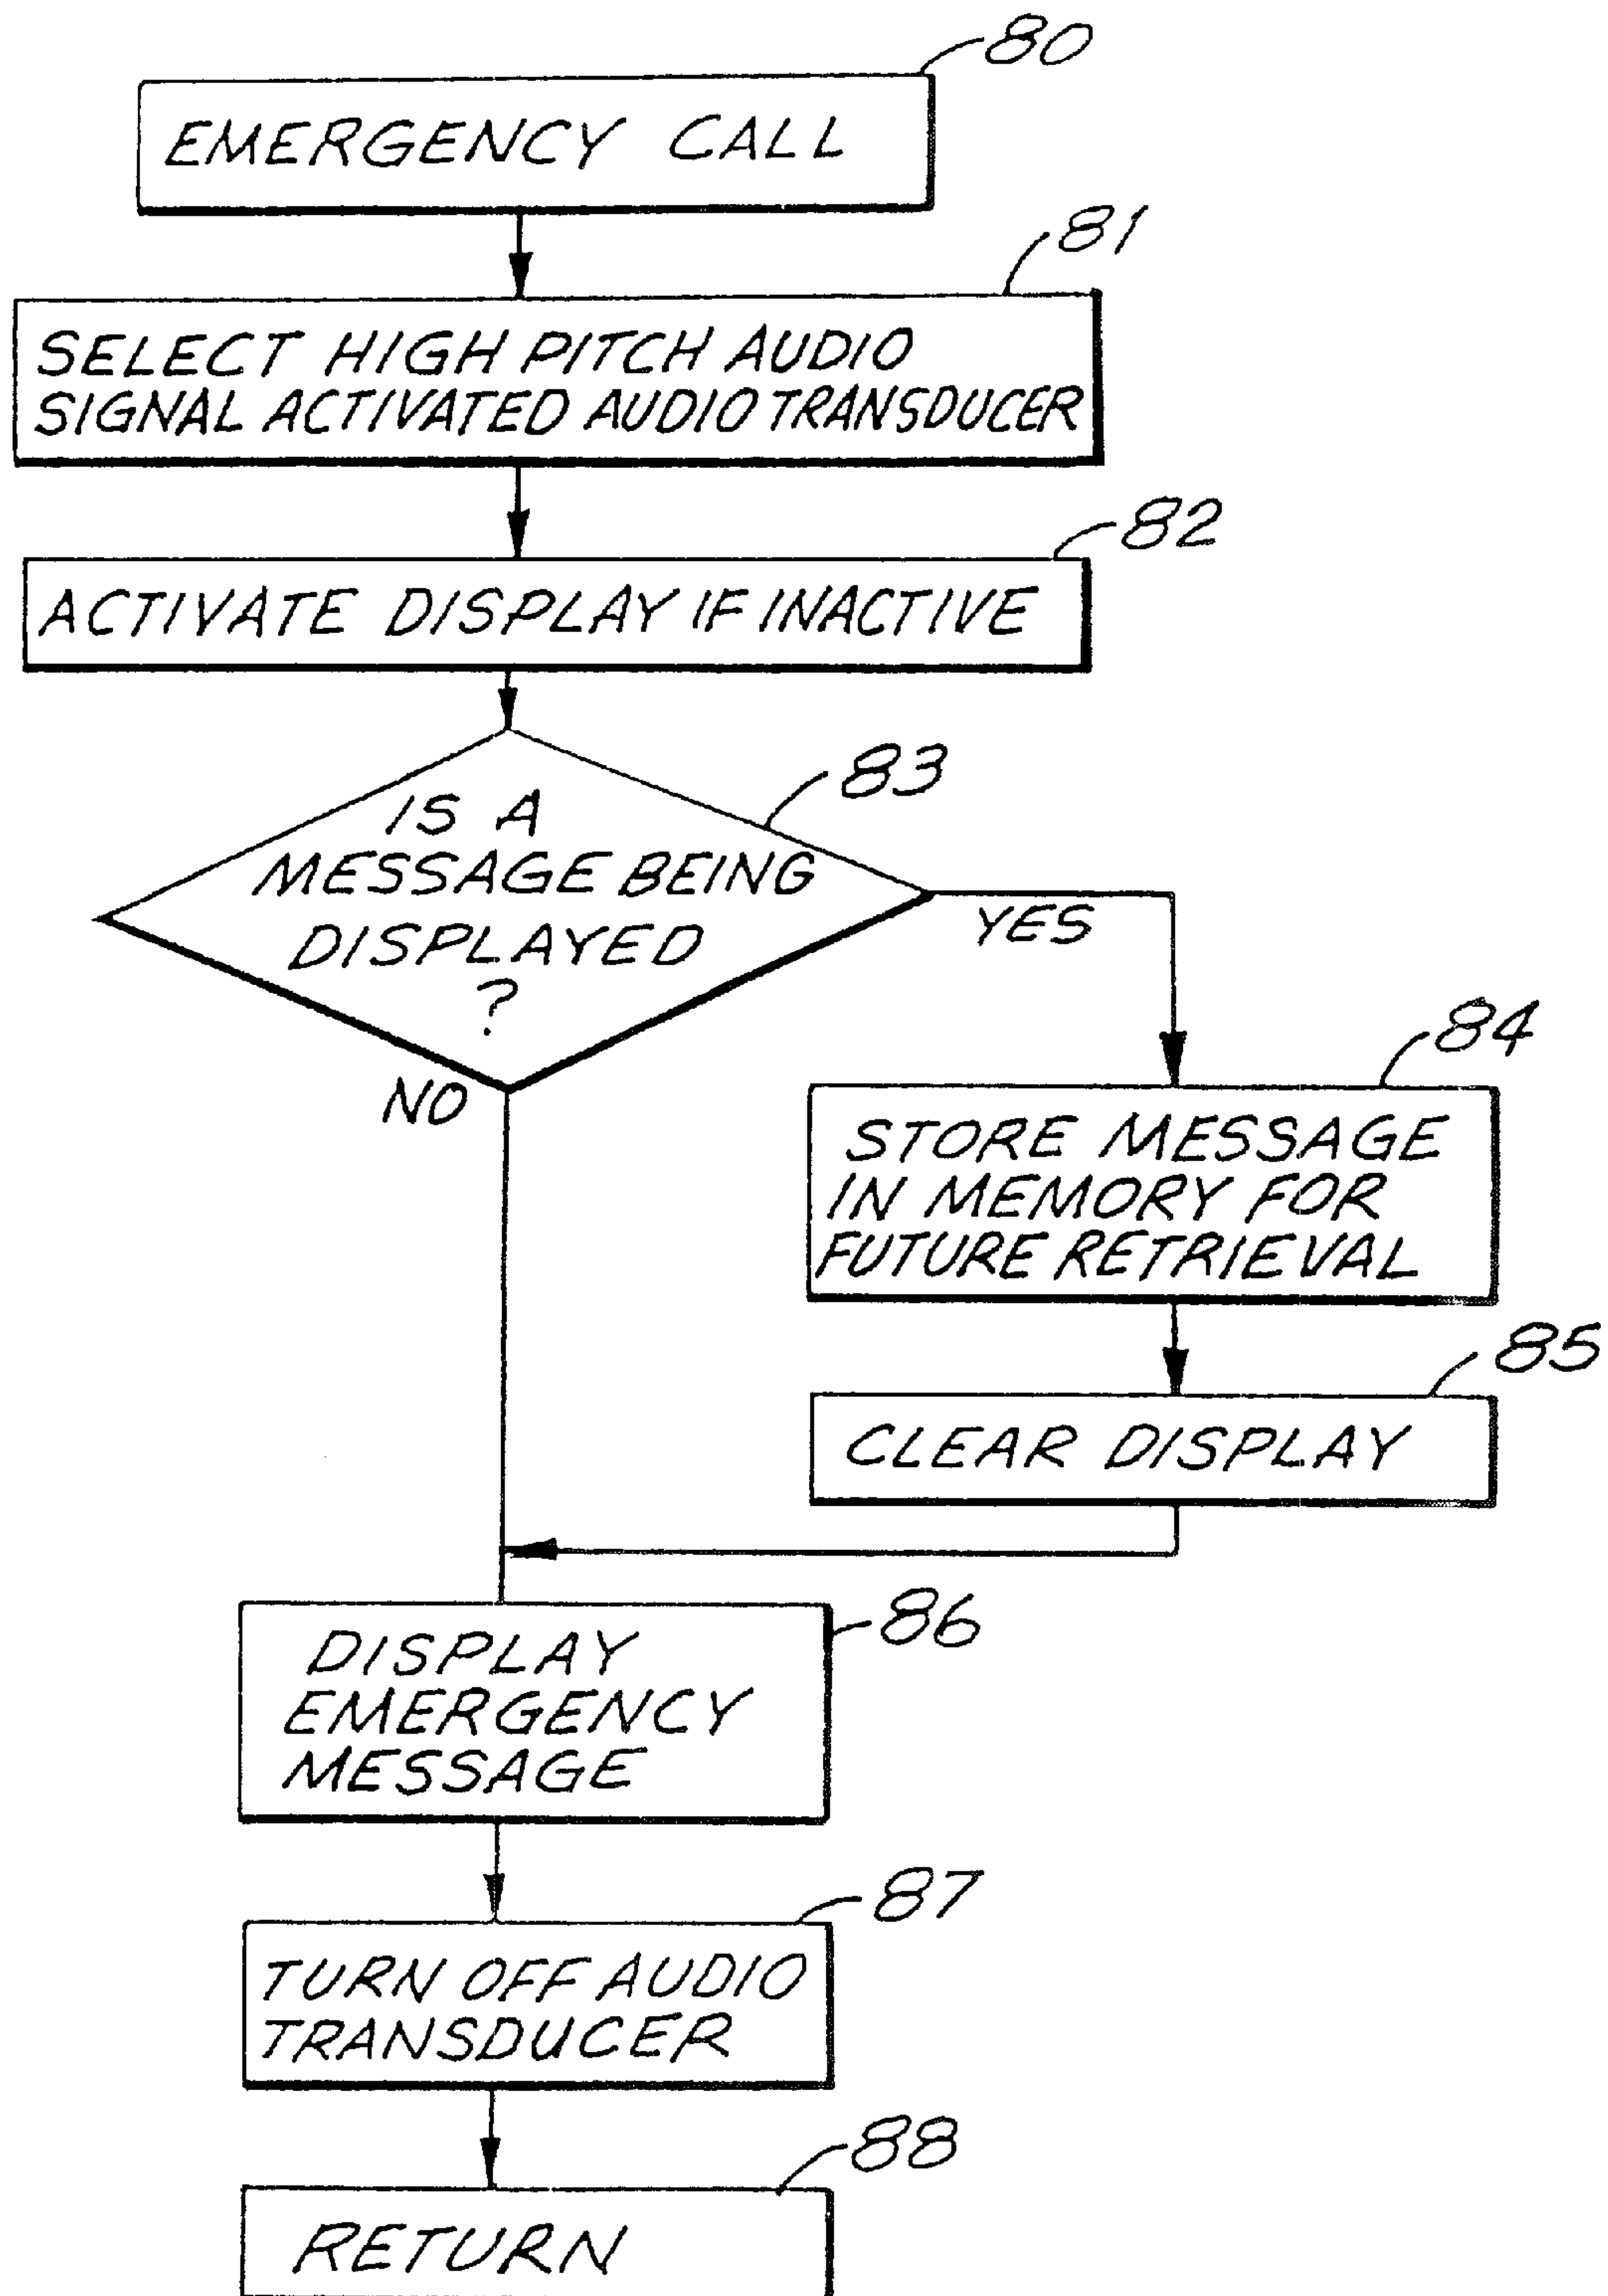 80
EMERGENCY CALL
81
SELECT HIGH PITCH AUDIO
SIGNAL ACTIVATED AUDIO TRANSDUCER
82
ACTIVATE DISPLAY IF INACTIVE
83
IS A
MESSAGE BEING
DISPLAYED
?
YES
NO
84
STORE MESSAGE
IN MEMORY FOR
FUTURE RETRIEVAL
85
CLEAR DISPLAY
86
DISPLAY
EMERGENCY
MESSAGE
87
TURN OFF AUDIO
TRANSDUCER
88
RETURN